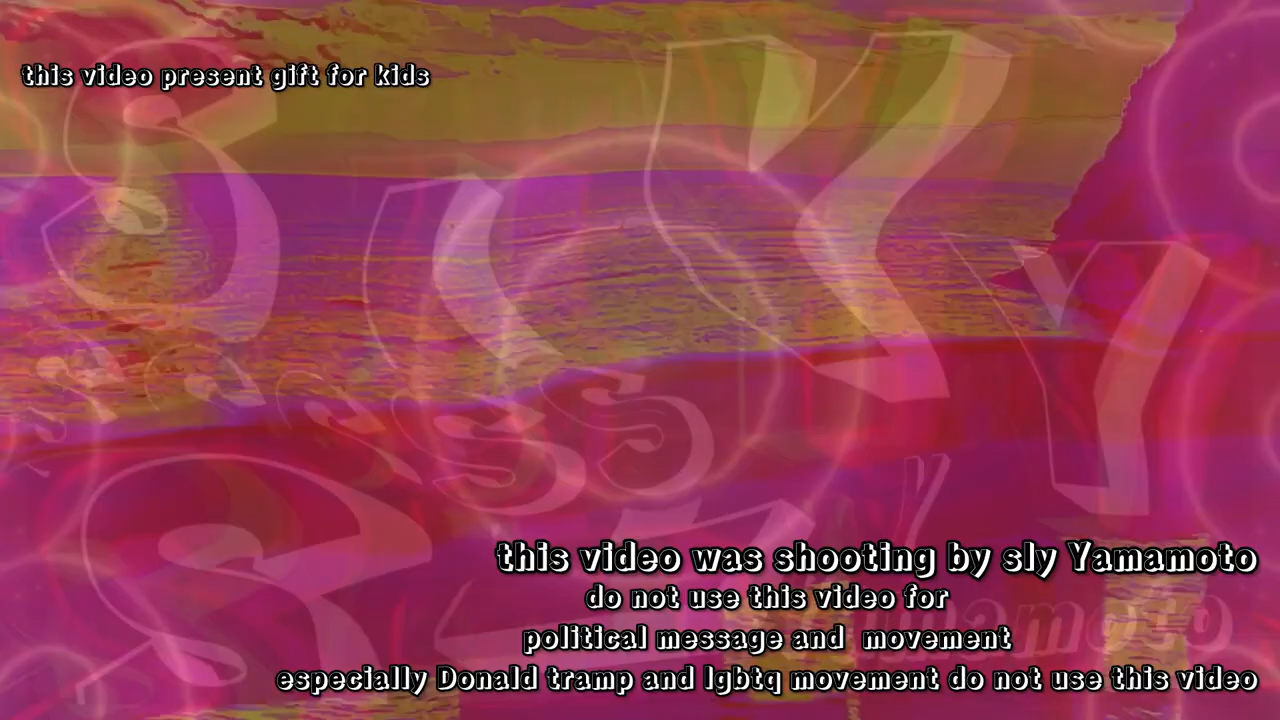 this video present gift for kids
this video was shooting by sly Yamamoto
do not use this video for
political message and movement
especially Donald tramp and lgbtq movement do not use this video